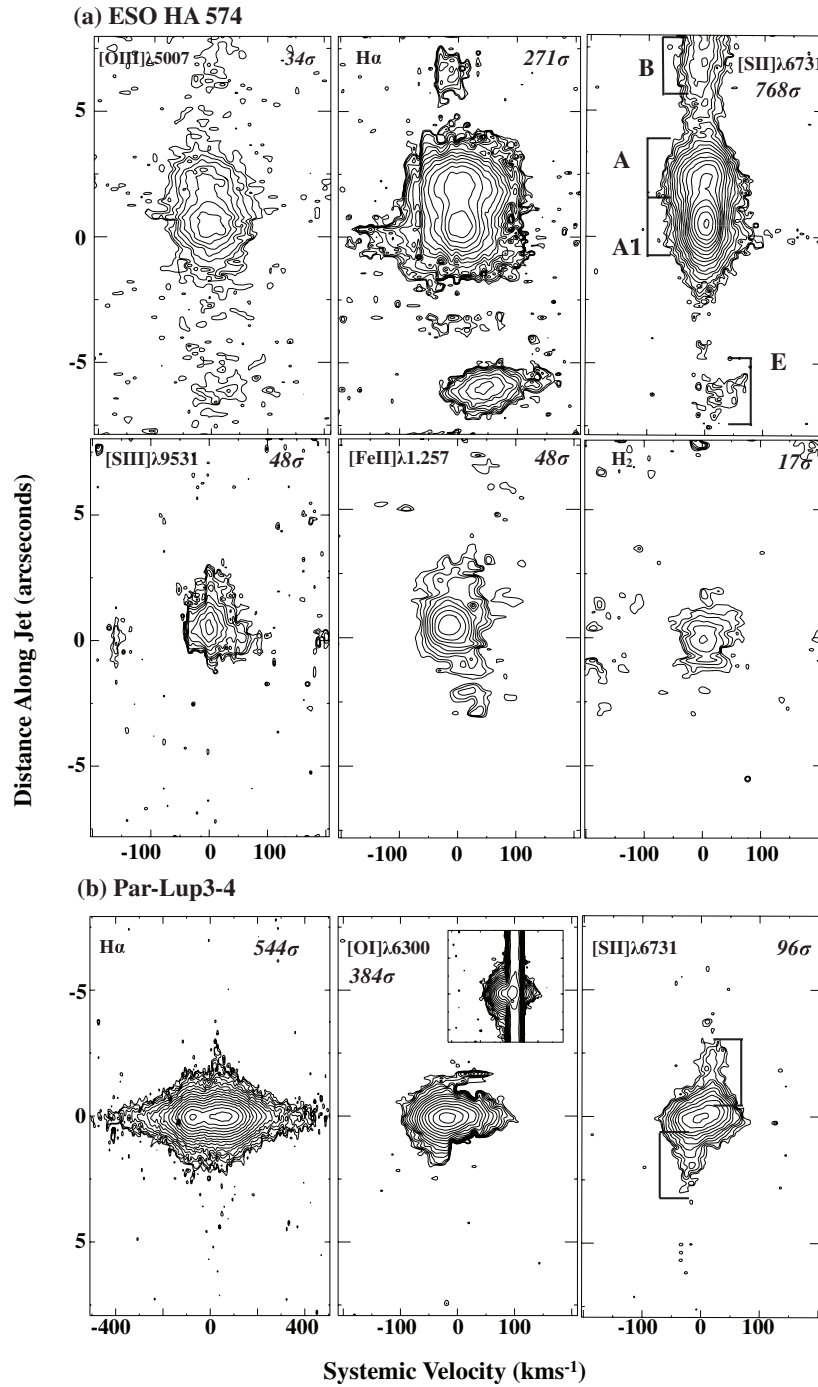 (a) ESO HA 574
[OIII]λ5007 34σ
Hα 271σ
B [SII]λ6731
768σ
A
A1
E
5
0
-5
[SIII]λ9531 48σ
[FeII]λ1.257 48σ
H2 17σ
5
0
-5
-100 0 100
-100 0 100
-100 0 100
Distance Along Jet (arcseconds)
(b) Par-Lup3-4
Hα 544σ
[OI]λ6300
384σ
[SII]λ6731 96σ
-5
0
5
-400 0 400
-100 0 100
-100 0 100
Systemic Velocity (kms⁻¹)